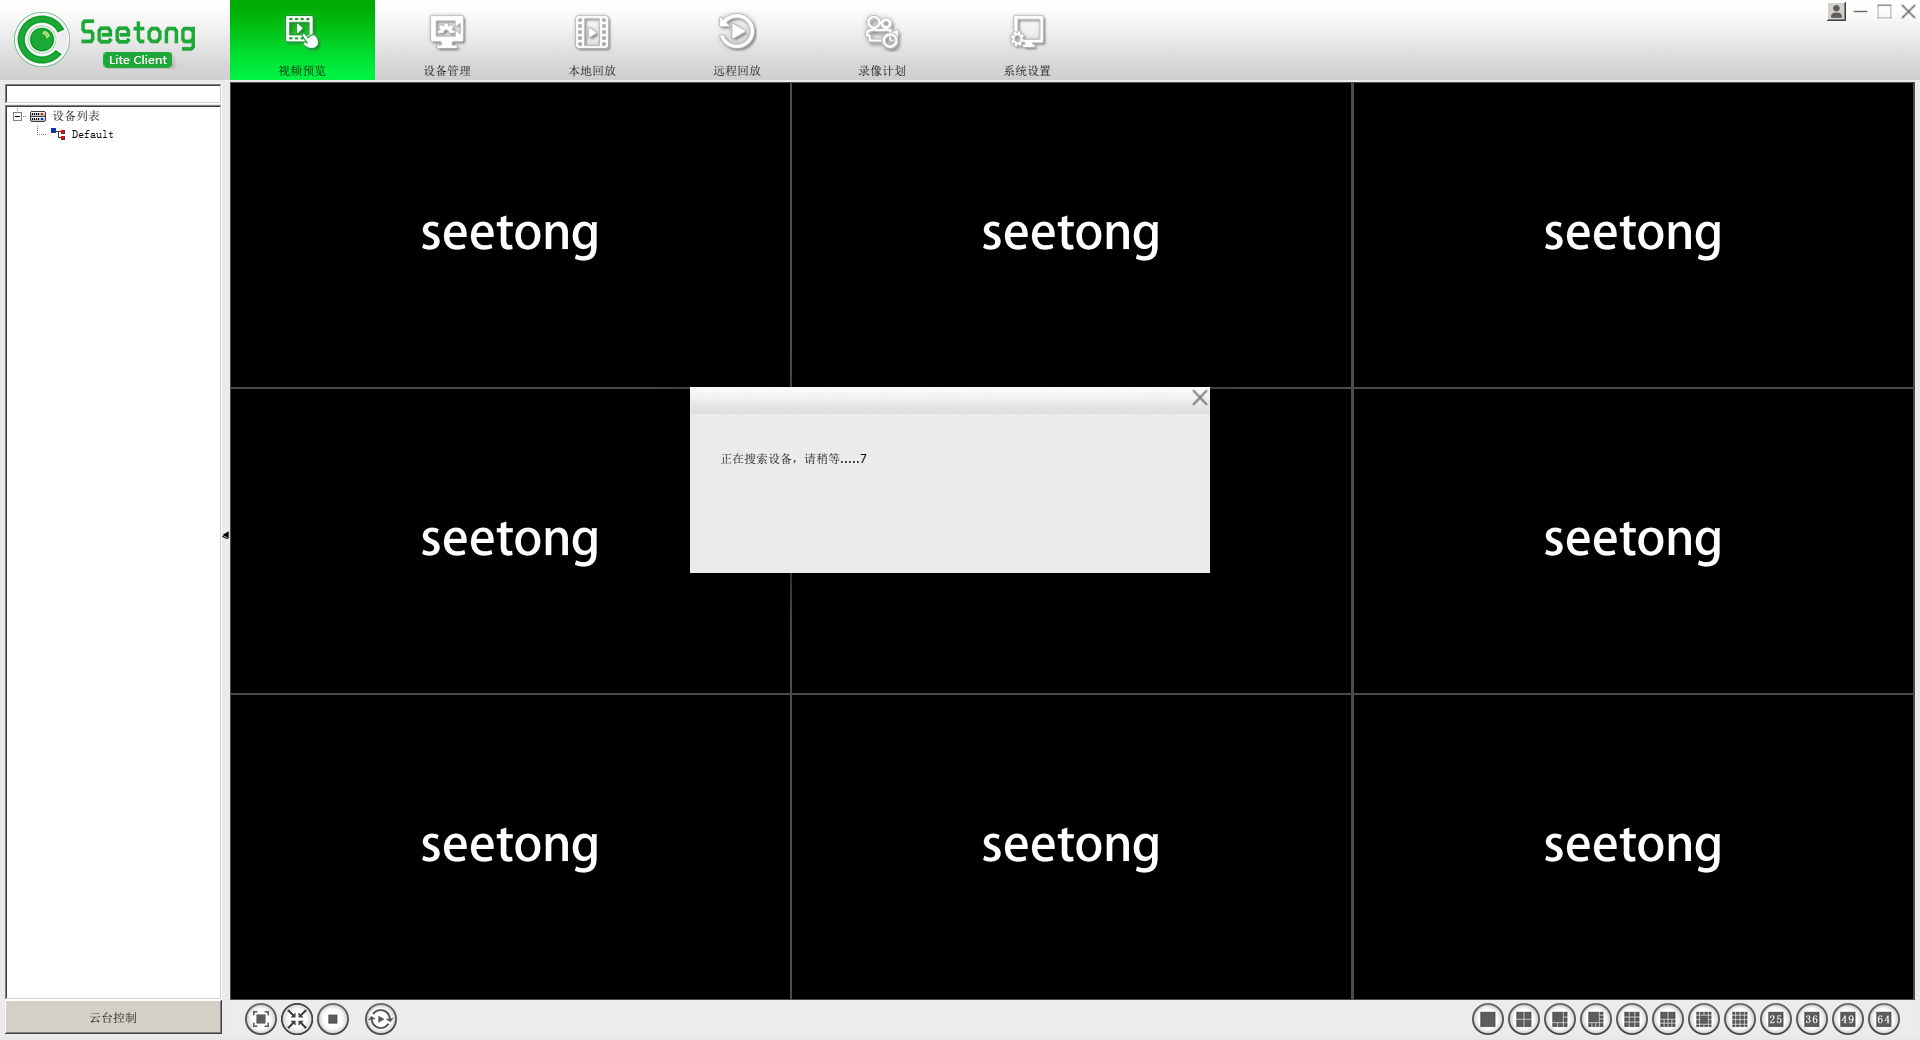 Seetong
Lite Client
视频预览
设备管理
本地回放
远程回放
录像计划
系统设置
设备列表
Default
seetong
seetong
seetong
seetong
正在搜索设备，请稍等.....7
seetong
seetong
seetong
seetong
云台控制
25
36
49
64